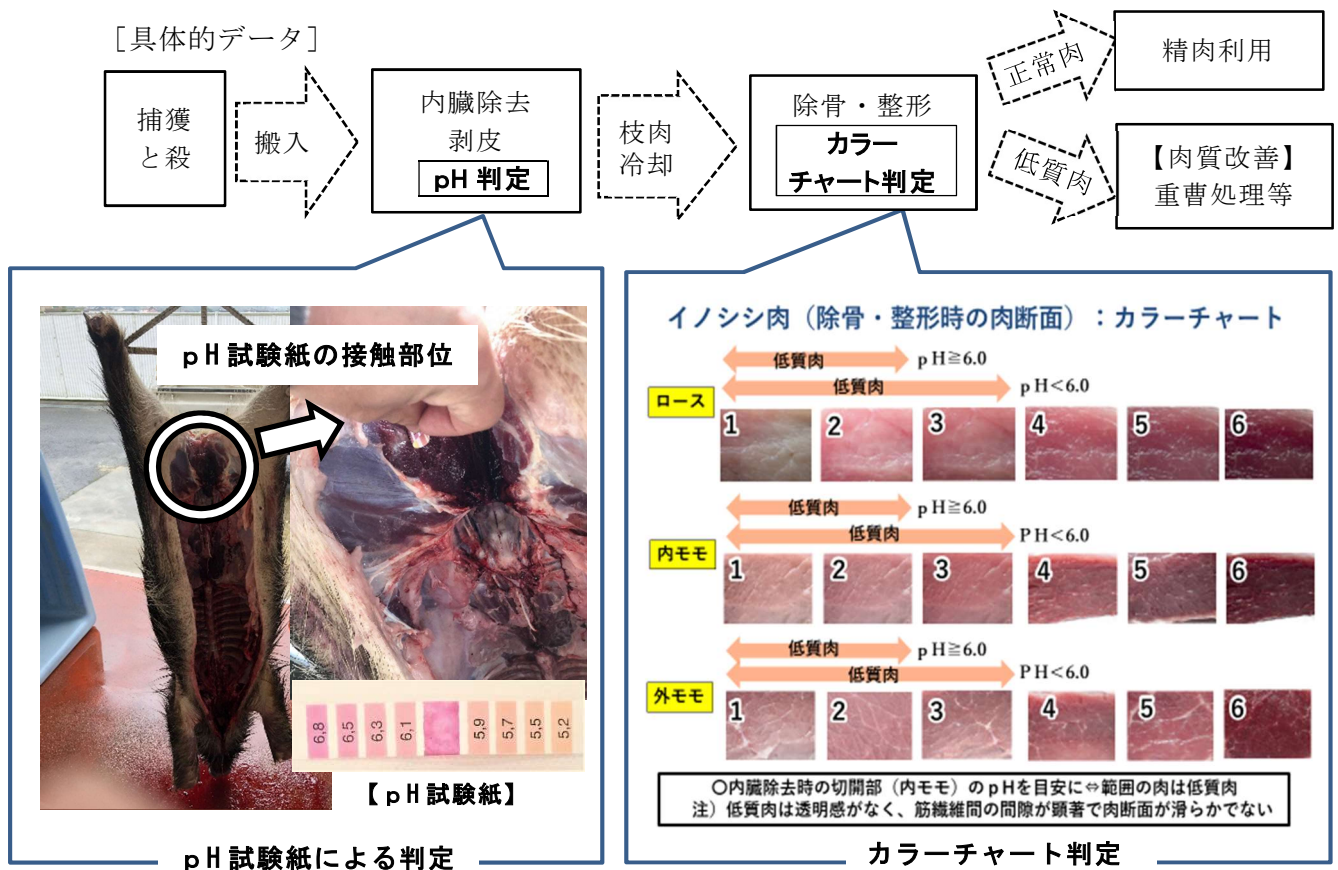 ［具体的データ］
捕獲
と殺
搬入
内臓除去
剥皮
pH 判定
枝肉
冷却
除骨・整形
カラー
チャート判定
正常肉
精肉利用
低質肉
【肉質改善】
重曹処理等
pH 試験紙の接触部位
6,8
6,5
6,3
6,1
5,9
5,7
5,5
5,2
【pH 試験紙】
pH 試験紙による判定
イノシシ肉（除骨・整形時の肉断面）：カラーチャート
低質肉 pH≧6.0
低質肉 pH<6.0
ロース
1 2 3 4 5 6
低質肉 pH≧6.0
低質肉 PH<6.0
内モモ
1 2 3 4 5 6
低質肉 pH≧6.0
低質肉 PH<6.0
外モモ
1 2 3 4 5 6
〇内臓除去時の切開部（内モモ）のpHを目安に⇔範囲の肉は低質肉
注）低質肉は透明感がなく、筋繊維間の間隙が顕著で肉断面が滑らかでない
カラーチャート判定